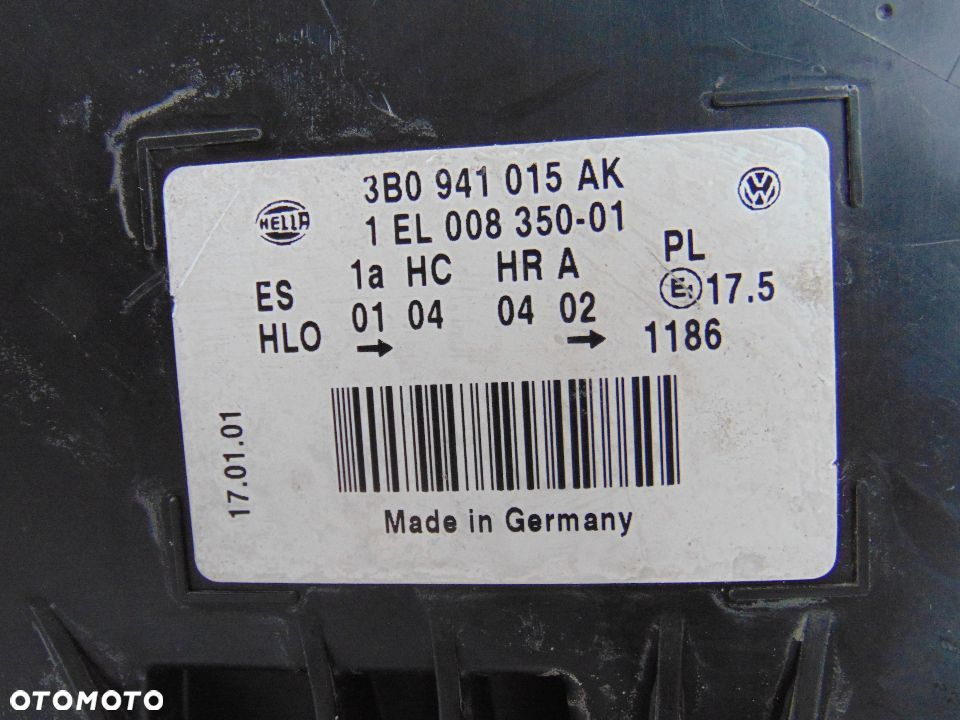 3B0 941 015 AK
HELLA
1 EL 008 350-01
ES 1a HC HR A PL
E1 17.5
HLO 01 04 04 02 1186
→ →
17.01.01
Made in Germany
OTOMOTO